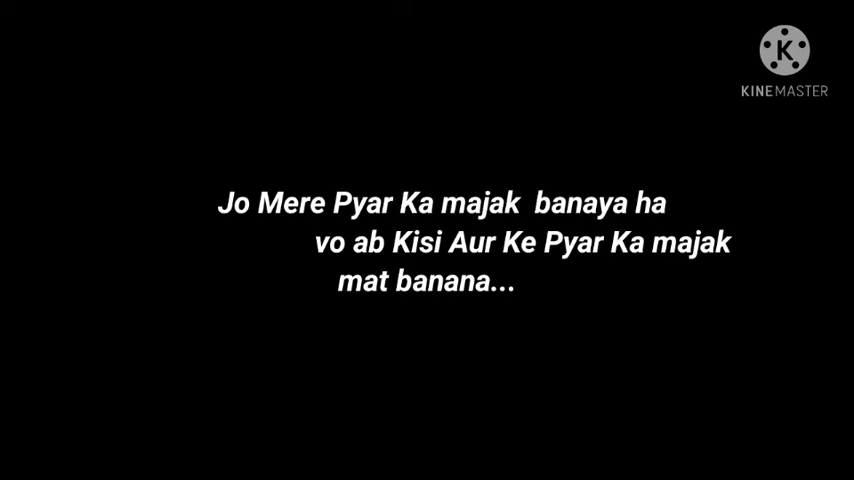 KINEMASTER
Jo Mere Pyar Ka majak banaya ha
vo ab Kisi Aur Ke Pyar Ka majak
mat banana...